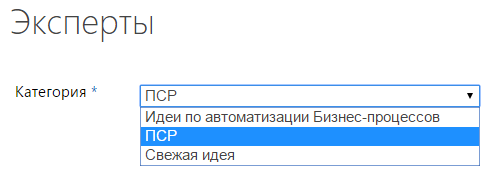 Эксперты
Категория * ПСР
Идеи по автоматизации Бизнес-процессов
ПСР
Свежая идея